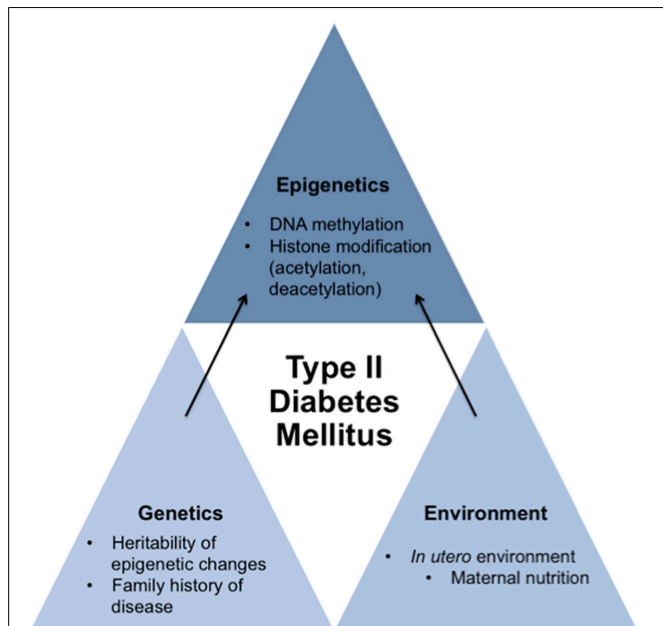 Epigenetics
• DNA methylation
• Histone modification
(acetylation,
deacetylation)
Type II
Diabetes
Mellitus
Genetics
• Heritability of
epigenetic changes
• Family history of
disease
Environment
• In utero environment
• Maternal nutrition